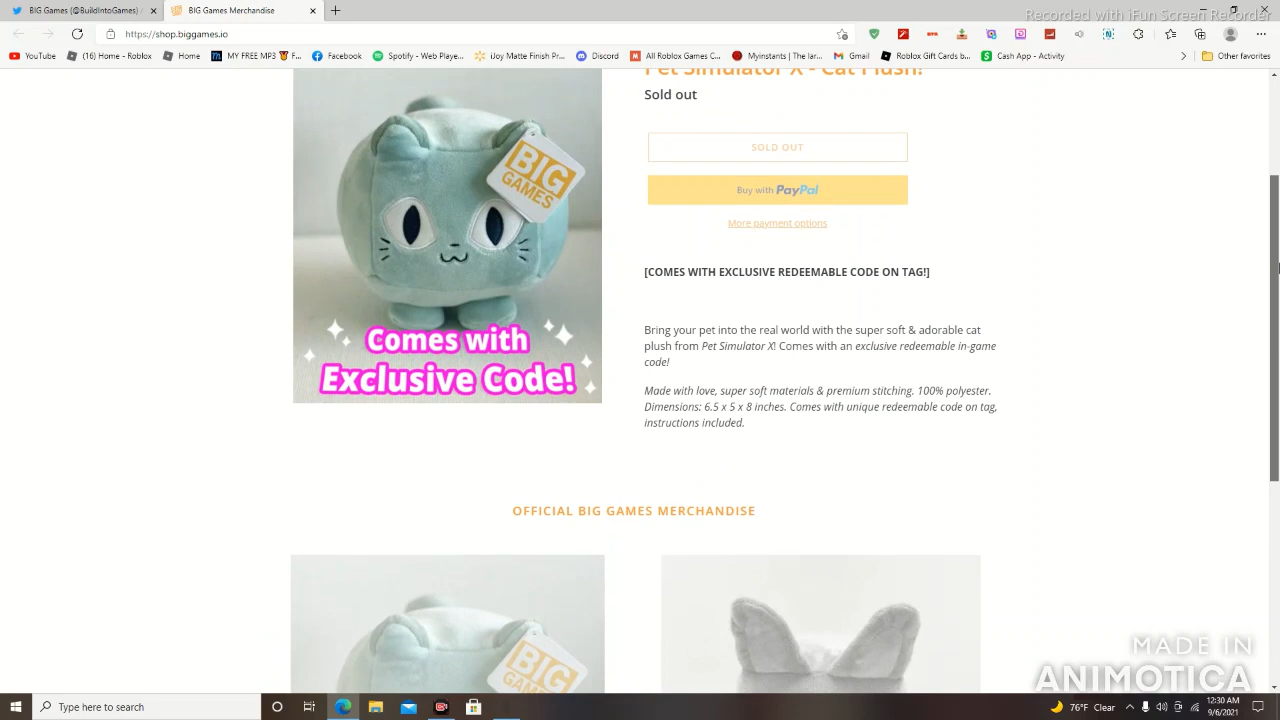 Recorded with iFun Screen Recorder
BIG Games (@BuildIntoGames) /
BIG Games Merchandise
https://shop.biggames.io
YouTube
(3) Home
Yahoo
Home
MY FREE MP3
Facebook
Spotify - Web Playe...
iJoy Matte Finish Pr...
Discord
All Roblox Games C...
Myinstants | The lar...
Gmail
Roblox Gift Cards b...
Cash App - Activity
Other favorites
Pet Simulator X - Cat Plush!
Sold out
SOLD OUT
Buy with PayPal
More payment options
[COMES WITH EXCLUSIVE REDEEMABLE CODE ON TAG!]
BIG
GAMES
Comes with
Exclusive Code!
Bring your pet into the real world with the super soft & adorable cat
plush from Pet Simulator X! Comes with an exclusive redeemable in-game
code!
Made with love, super soft materials & premium stitching. 100% polyester.
Dimensions: 6.5 x 5 x 8 inches. Comes with unique redeemable code on tag,
instructions included.
OFFICIAL BIG GAMES MERCHANDISE
BIG
GAMES
MADE IN
ANIMOTICA
Type here to search
76°F Clear
12:30 AM
9/6/2021